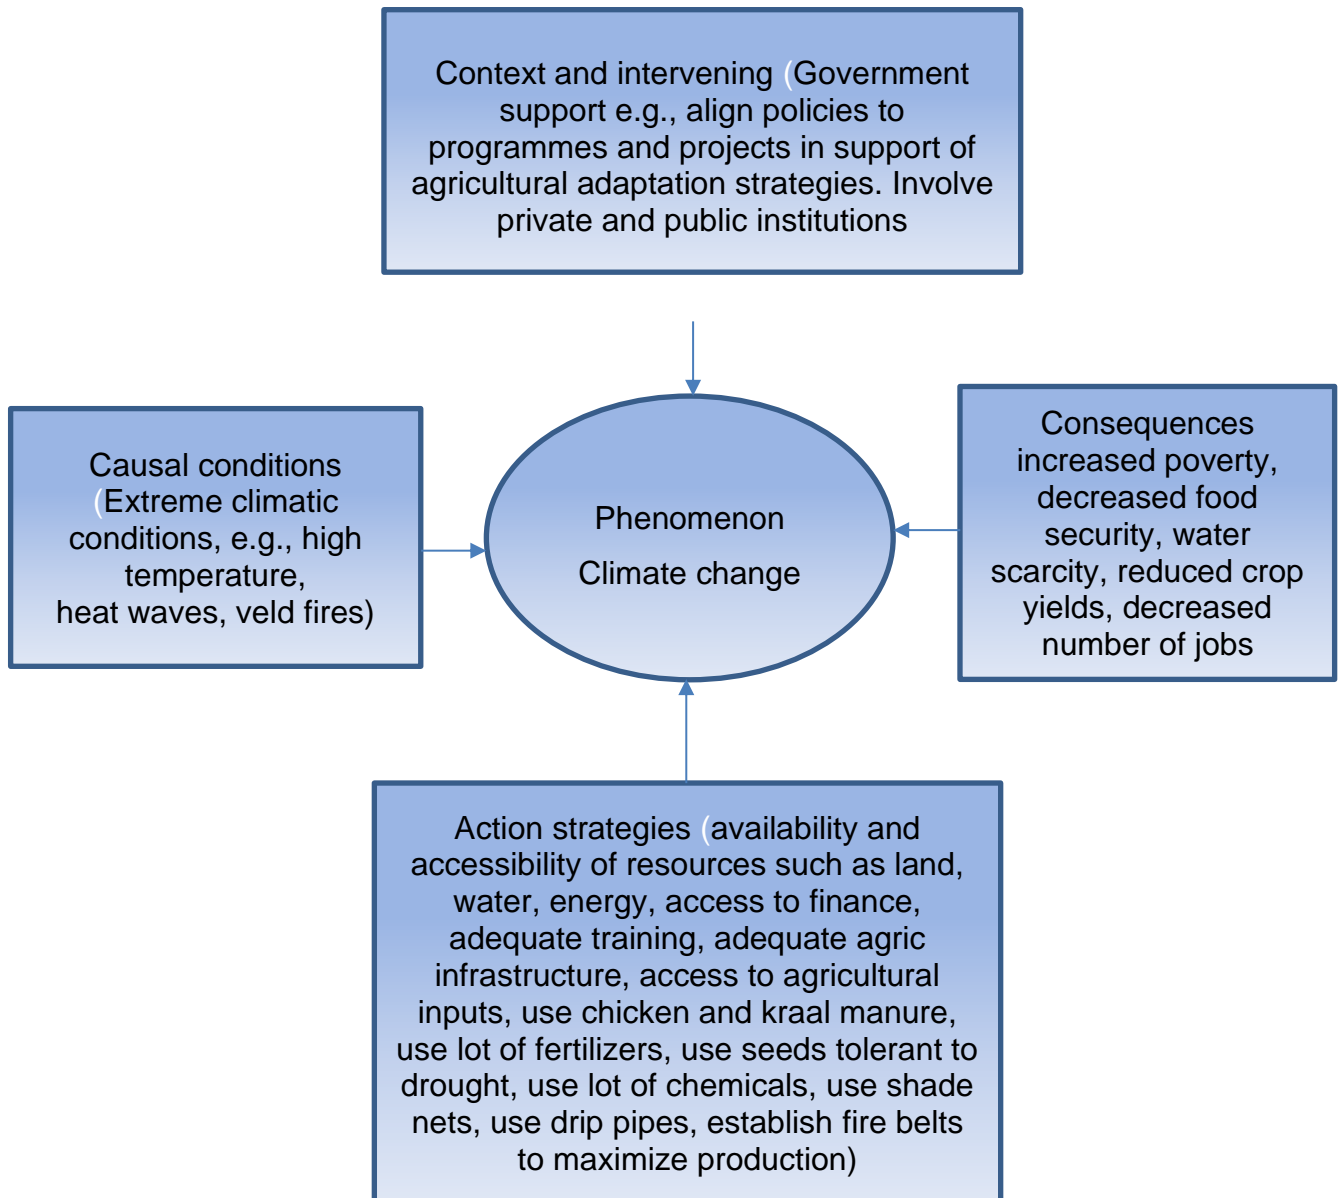 Context and intervening (Government
support e.g., align policies to
programmes and projects in support of
agricultural adaptation strategies. Involve
private and public institutions
Causal conditions
(Extreme climatic
conditions, e.g., high
temperature,
heat waves, veld fires)
Phenomenon
Climate change
Consequences
increased poverty,
decreased food
security, water
scarcity, reduced crop
yields, decreased
number of jobs
Action strategies (availability and
accessibility of resources such as land,
water, energy, access to finance,
adequate training, adequate agric
infrastructure, access to agricultural
inputs, use chicken and kraal manure,
use lot of fertilizers, use seeds tolerant to
drought, use lot of chemicals, use shade
nets, use drip pipes, establish fire belts
to maximize production)